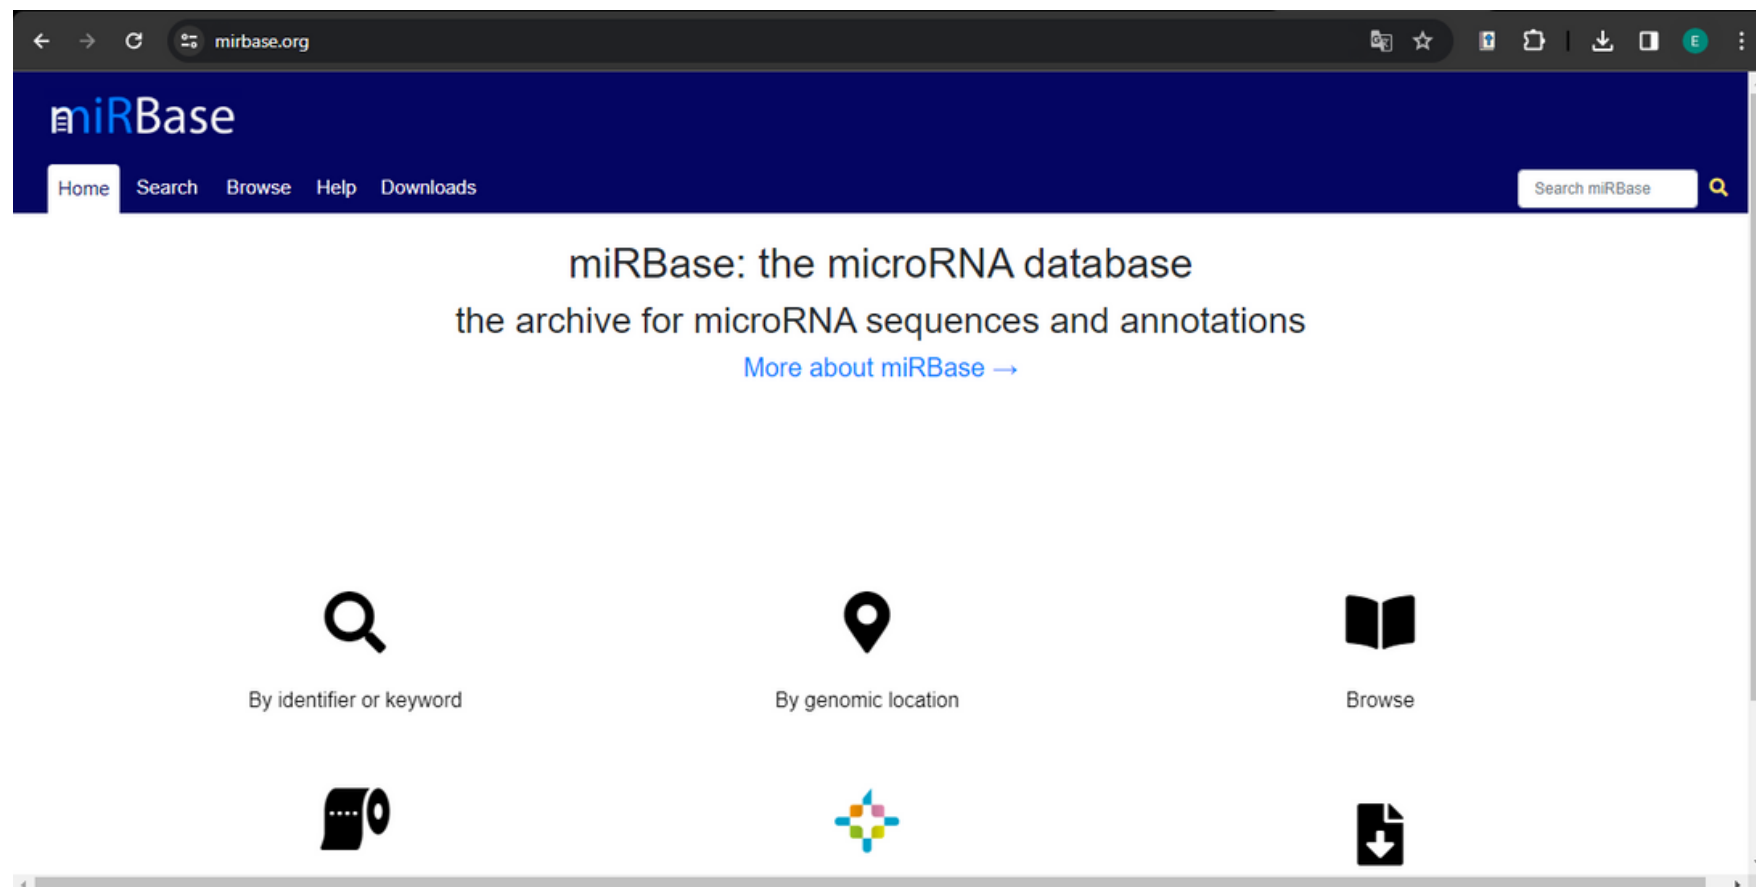 mirbase.org
E
miRBase
Home Search Browse Help Downloads
Search miRBase
miRBase: the microRNA database
the archive for microRNA sequences and annotations
More about miRBase →
By identifier or keyword
By genomic location
Browse